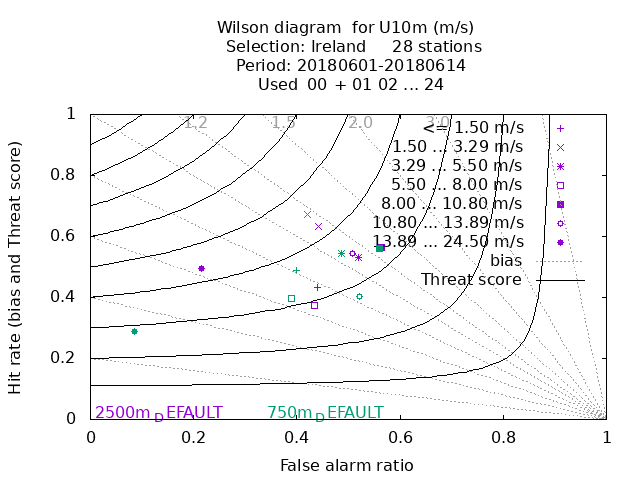 Wilson diagram for U10m (m/s)
Selection: Ireland 28 stations
Period: 20180601-20180614
Used 00 + 01 02 ... 24
Hit rate (bias and Threat score)
1
0.8
0.6
0.4
0.2
0
1.2 1.5 2.0 3.0
<= 1.50 m/s
1.50 ... 3.29 m/s
3.29 ... 5.50 m/s
5.50 ... 8.00 m/s
8.00 ... 10.80 m/s
10.80 ... 13.89 m/s
13.89 ... 24.50 m/s
bias
Threat score
2500m_DEFAULT 750m_DEFAULT
0 0.2 0.4 0.6 0.8 1
False alarm ratio